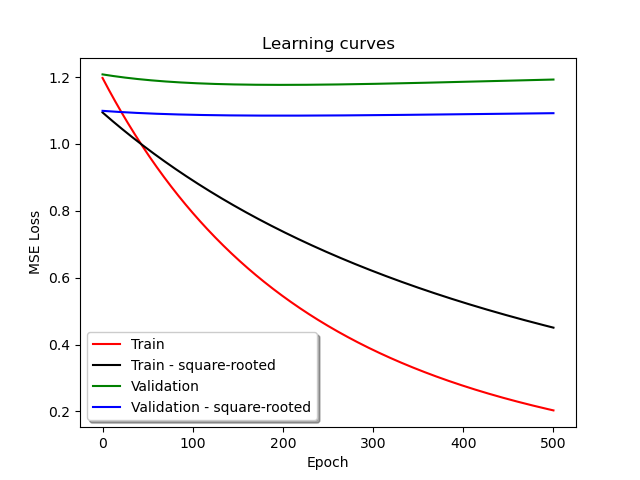 Learning curves
MSE Loss
1.2
1.0
0.8
0.6
0.4
0.2
Train
Train - square-rooted
Validation
Validation - square-rooted
0 100 200 300 400 500
Epoch